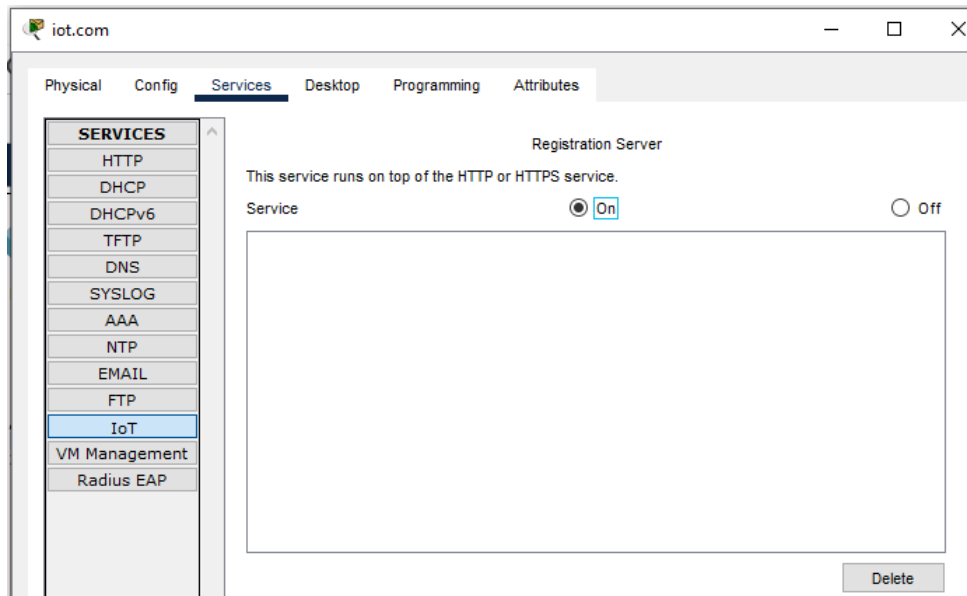 iot.com
Physical Config Services Desktop Programming Attributes
SERVICES
HTTP
DHCP
DHCPv6
TFTP
DNS
SYSLOG
AAA
NTP
EMAIL
FTP
IoT
VM Management
Radius EAP
Registration Server
This service runs on top of the HTTP or HTTPS service.
Service On Off
Delete